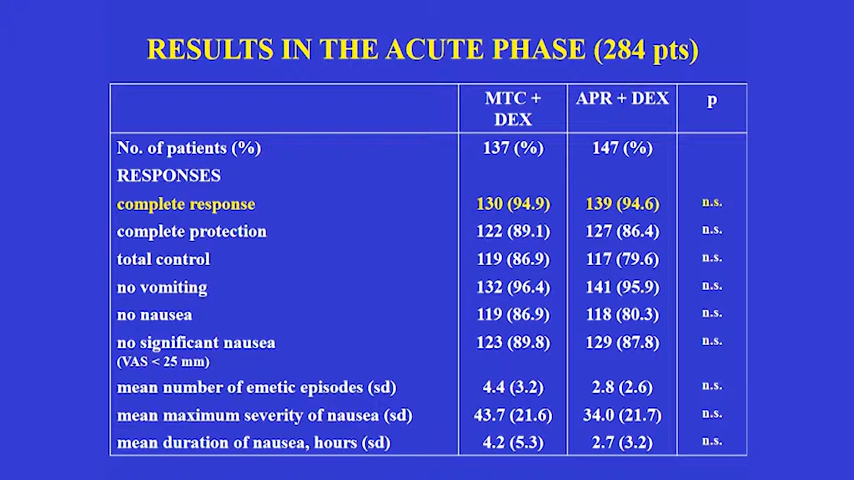 RESULTS IN THE ACUTE PHASE (284 pts)
MTC + DEX APR + DEX p
No. of patients (%) 137 (%) 147 (%)
RESPONSES
complete response 130 (94.9) 139 (94.6) n.s.
complete protection 122 (89.1) 127 (86.4) n.s.
total control 119 (86.9) 117 (79.6) n.s.
no vomiting 132 (96.4) 141 (95.9) n.s.
no nausea 119 (86.9) 118 (80.3) n.s.
no significant nausea 123 (89.8) 129 (87.8) n.s.
(VAS < 25 mm)
mean number of emetic episodes (sd) 4.4 (3.2) 2.8 (2.6) n.s.
mean maximum severity of nausea (sd) 43.7 (21.6) 34.0 (21.7) n.s.
mean duration of nausea, hours (sd) 4.2 (5.3) 2.7 (3.2) n.s.